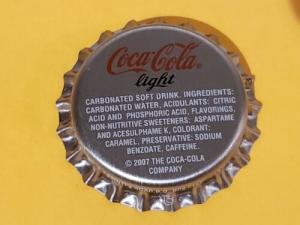 Coca-Cola
light
CARBONATED SOFT DRINK. INGREDIENTS:
CARBONATED WATER, ACIDULANTS: CITRIC
AND PHOSPHORIC ACID, FLAVORINGS,
NON-NUTRITIVE SWEETENERS: ASPARTAME
AND ACESULPHAME K, COLORANT:
CARAMEL, PRESERVATIVE: SODIUM
BENZOATE, CAFFEINE.
© 2007 THE COCA-COLA
COMPANY